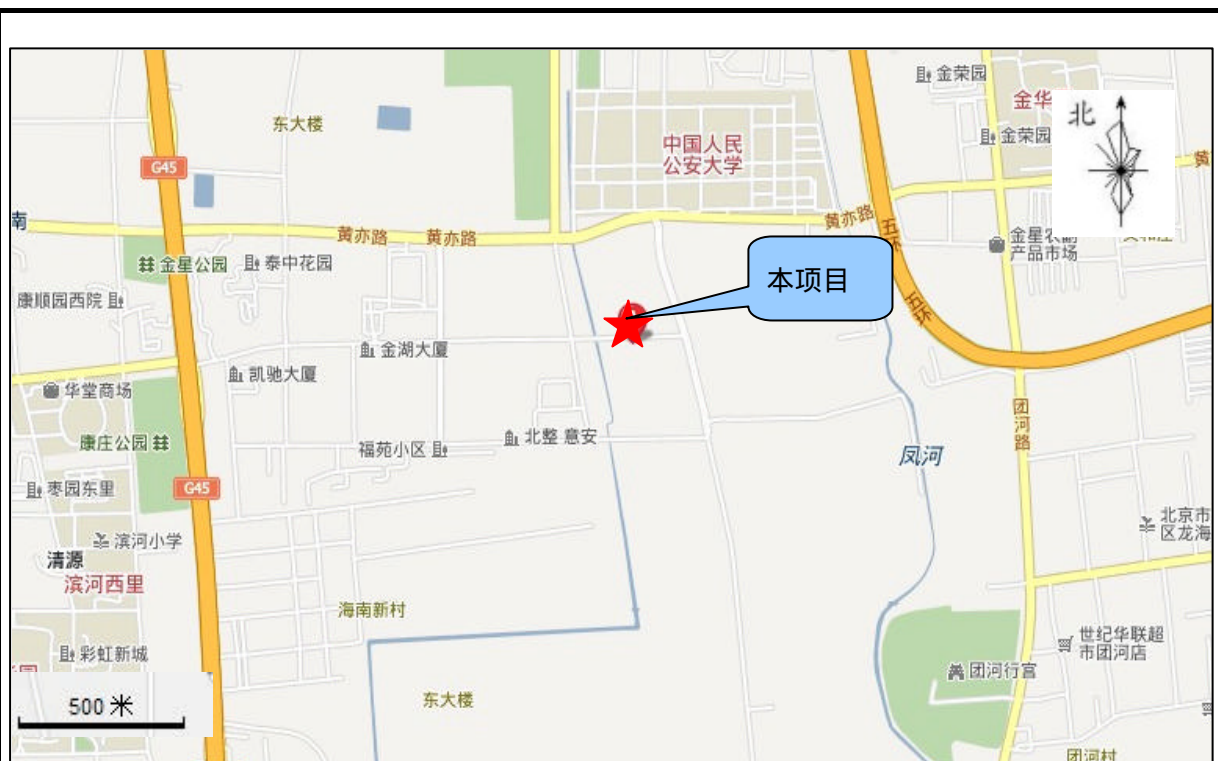 金荣园
金华
北
东大楼
中国人民
公安大学
金荣园
G45
黄
南
黄亦路
黄亦路
黄亦路
五环
金星农副
产品市场
金星公园
泰中花园
本项目
康顺园西院
五环
金湖大厦
凯驰大厦
华堂商场
团河路
康庄公园
福苑小区
北整 意安
凤河
枣园东里
G45
北京市
区龙海
滨河小学
清源
滨河西里
海南新村
世纪华联超
市团河店
彩虹新城
团河行宫
东大楼
500 米
团河村